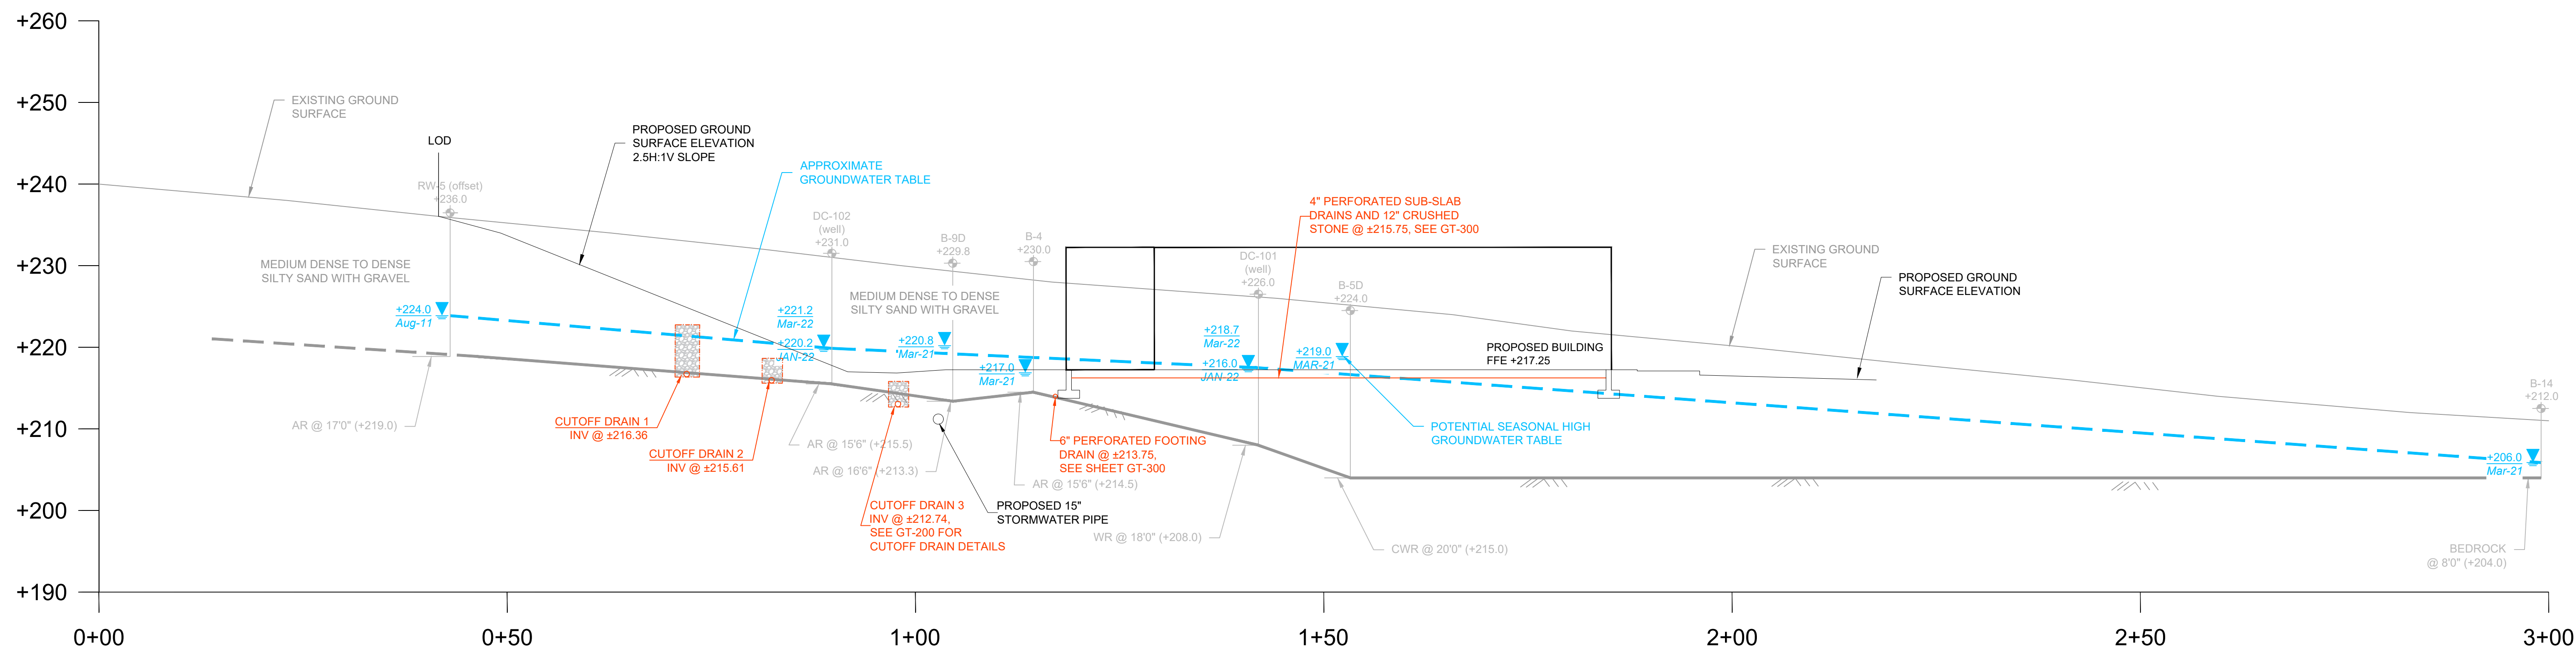 +260
+250
+240
+230
+220
+210
+200
+190
0+00
0+50
1+00
1+50
2+00
2+50
3+00
EXISTING GROUND
SURFACE
LOD
PROPOSED GROUND
SURFACE ELEVATION
2.5H:1V SLOPE
APPROXIMATE
GROUNDWATER TABLE
RW-5 (offset)
+236.0
MEDIUM DENSE TO DENSE
SILTY SAND WITH GRAVEL
+224.0
Aug-11
AR @ 17'0" (+219.0)
CUTOFF DRAIN 1
INV @ ±216.36
CUTOFF DRAIN 2
INV @ ±215.61
DC-102
(well)
+231.0
+221.2
Mar-22
+220.2
JAN-22
AR @ 15'6" (+215.5)
B-9D
+229.8
MEDIUM DENSE TO DENSE
SILTY SAND WITH GRAVEL
+220.8
Mar-21
AR @ 16'6" (+213.3)
CUTOFF DRAIN 3
INV @ ±212.74,
SEE GT-200 FOR
CUTOFF DRAIN DETAILS
B-4
+230.0
+217.0
Mar-21
AR @ 15'6" (+214.5)
PROPOSED 15"
STORMWATER PIPE
6" PERFORATED FOOTING
DRAIN @ ±213.75,
SEE SHEET GT-300
4" PERFORATED SUB-SLAB
DRAINS AND 12" CRUSHED
STONE @ ±215.75, SEE GT-300
DC-101
(well)
+226.0
+218.7
Mar-22
+216.0
JAN-22
WR @ 18'0" (+208.0)
B-5D
+224.0
+219.0
MAR-21
CWR @ 20'0" (+215.0)
POTENTIAL SEASONAL HIGH
GROUNDWATER TABLE
PROPOSED BUILDING
FFE +217.25
EXISTING GROUND
SURFACE
PROPOSED GROUND
SURFACE ELEVATION
B-14
+212.0
+206.0
Mar-21
BEDROCK
@ 8'0" (+204.0)